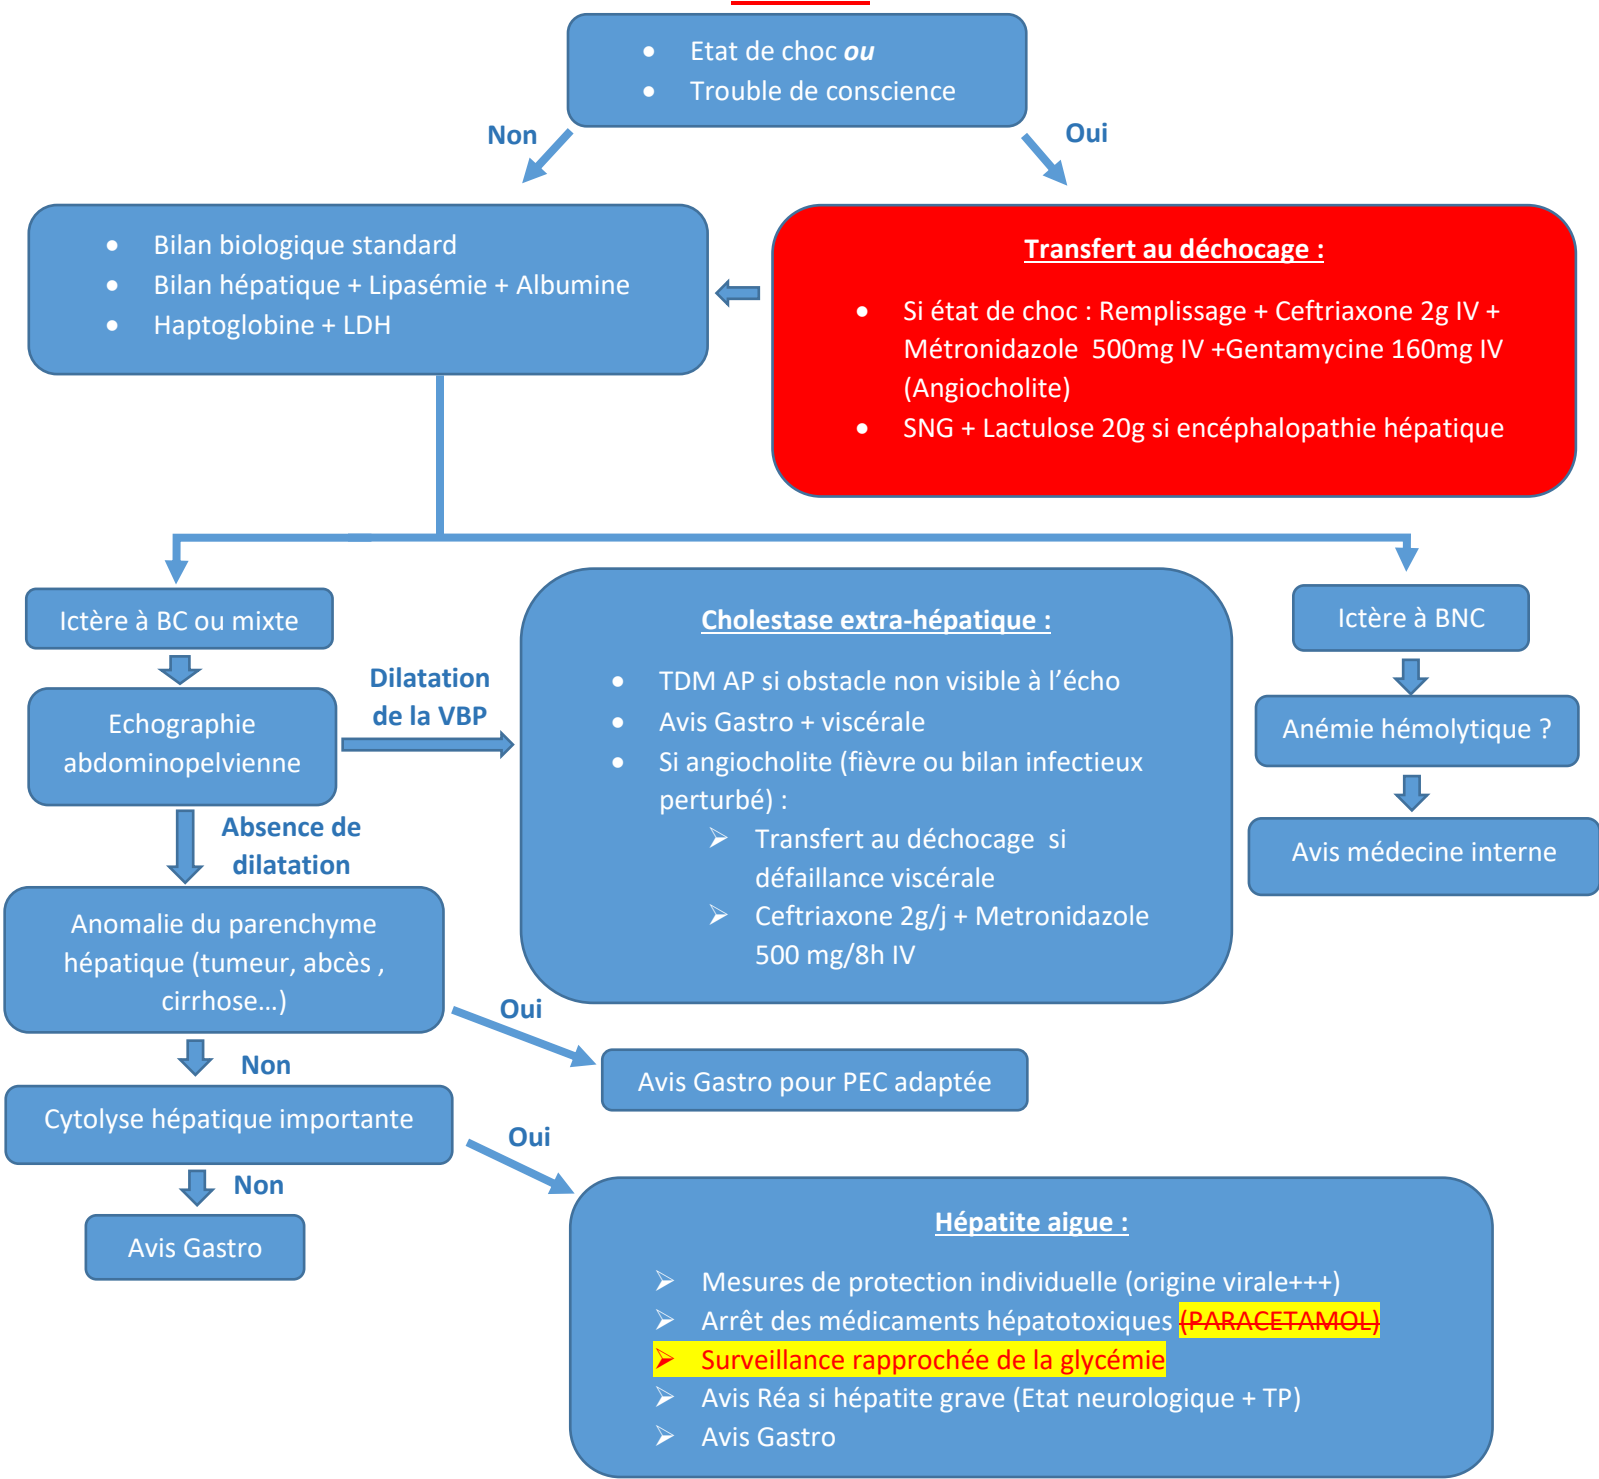 • Etat de choc ou
• Trouble de conscience
Non
Oui
• Bilan biologique standard
• Bilan hépatique + Lipasémie + Albumine
• Haptoglobine + LDH
Transfert au déchocage :
• Si état de choc : Remplissage + Ceftriaxone 2g IV +
Métronidazole 500mg IV +Gentamycine 160mg IV
(Angiocholite)
• SNG + Lactulose 20g si encéphalopathie hépatique
Ictère à BC ou mixte
Echographie
abdominopelvienne
Dilatation
de la VBP
Cholestase extra-hépatique :
• TDM AP si obstacle non visible à l’écho
• Avis Gastro + viscérale
• Si angiocholite (fièvre ou bilan infectieux
perturbé) :
➢ Transfert au déchocage si
défaillance viscérale
➢ Ceftriaxone 2g/j + Metronidazole
500 mg/8h IV
Ictère à BNC
Anémie hémolytique ?
Avis médecine interne
Absence de
dilatation
Anomalie du parenchyme
hépatique (tumeur, abcès ,
cirrhose…)
Oui
Avis Gastro pour PEC adaptée
Non
Cytolyse hépatique importante
Oui
Non
Avis Gastro
Hépatite aigue :
➢ Mesures de protection individuelle (origine virale+++)
➢ Arrêt des médicaments hépatotoxiques (PARACETAMOL)
➢ Surveillance rapprochée de la glycémie
➢ Avis Réa si hépatite grave (Etat neurologique + TP)
➢ Avis Gastro